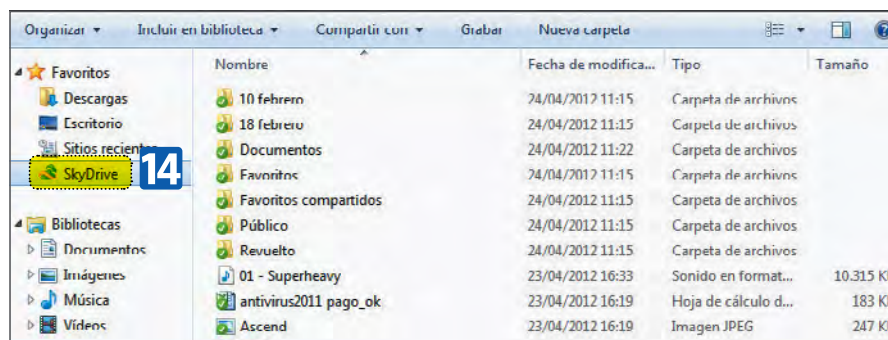 Organizar Incluir en biblioteca Compartir con Grabar Nueva carpeta
Favoritos
Descargas
Escritorio
Sitios recientes
SkyDrive
14
Bibliotecas
Documentos
Imágenes
Música
Vídeos
Nombre Fecha de modifica... Tipo Tamaño
10 febrero 24/04/2012 11:15 Carpeta de archivos
18 febrero 24/04/2012 11:15 Carpeta de archivos
Documentos 24/04/2012 11:22 Carpeta de archivos
Favoritos 24/04/2012 11:15 Carpeta de archivos
Favoritos compartidos 24/04/2012 11:15 Carpeta de archivos
Público 24/04/2012 11:15 Carpeta de archivos
Revuelto 24/04/2012 11:15 Carpeta de archivos
01 - Superheavy 23/04/2012 16:33 Sonido en format... 10.315 K
antivirus2011 pago_ok 23/04/2012 16:19 Hoja de cálculo d... 183 K
Ascend 23/04/2012 16:19 Imagen JPEG 247 K